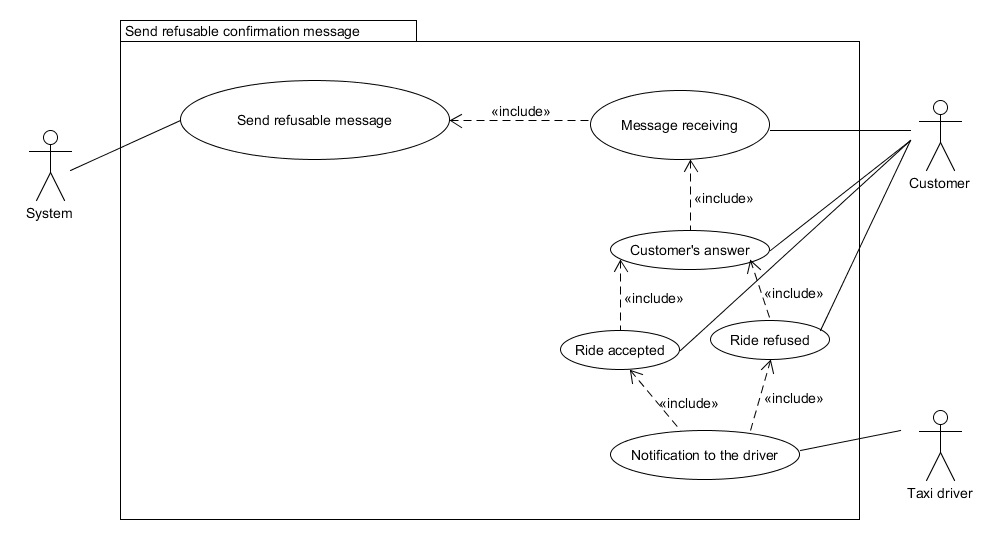 Send refusable confirmation message
Send refusable message
«include»
Message receiving
System
Customer
«include»
Customer's answer
«include»
«include»
Ride accepted
Ride refused
«include»
«include»
Notification to the driver
Taxi driver